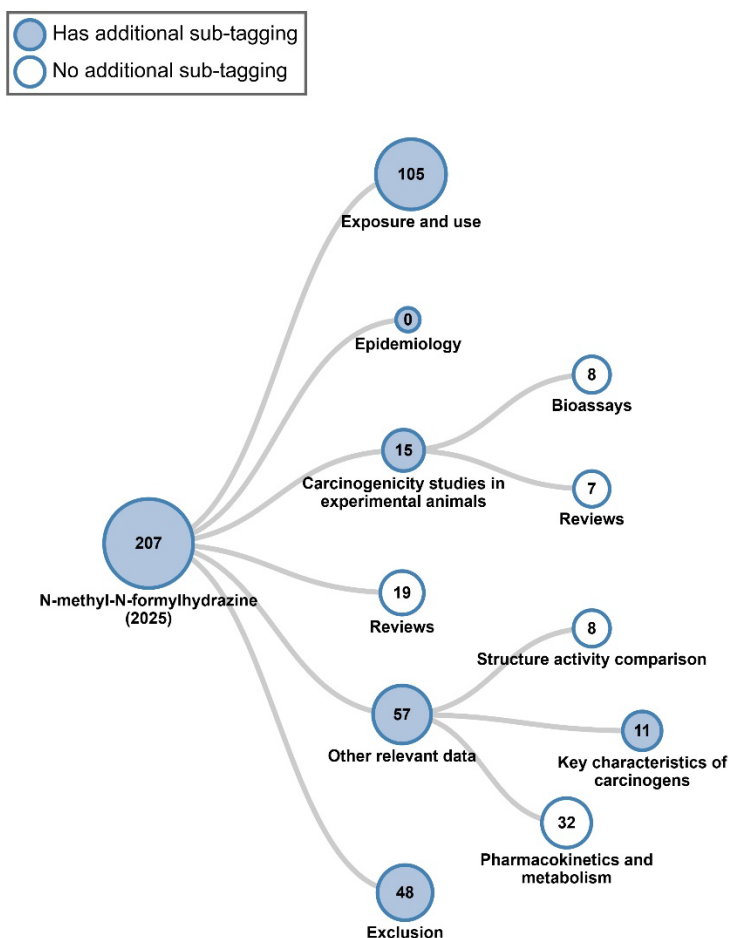 Has additional sub-tagging
No additional sub-tagging
105
Exposure and use
0
Epidemiology
8
Bioassays
15
Carcinogenicity studies in
experimental animals
7
Reviews
207
N-methyl-N-formylhydrazine
(2025)
19
Reviews
8
Structure activity comparison
57
Other relevant data
11
Key characteristics of
carcinogens
32
Pharmacokinetics and
metabolism
48
Exclusion